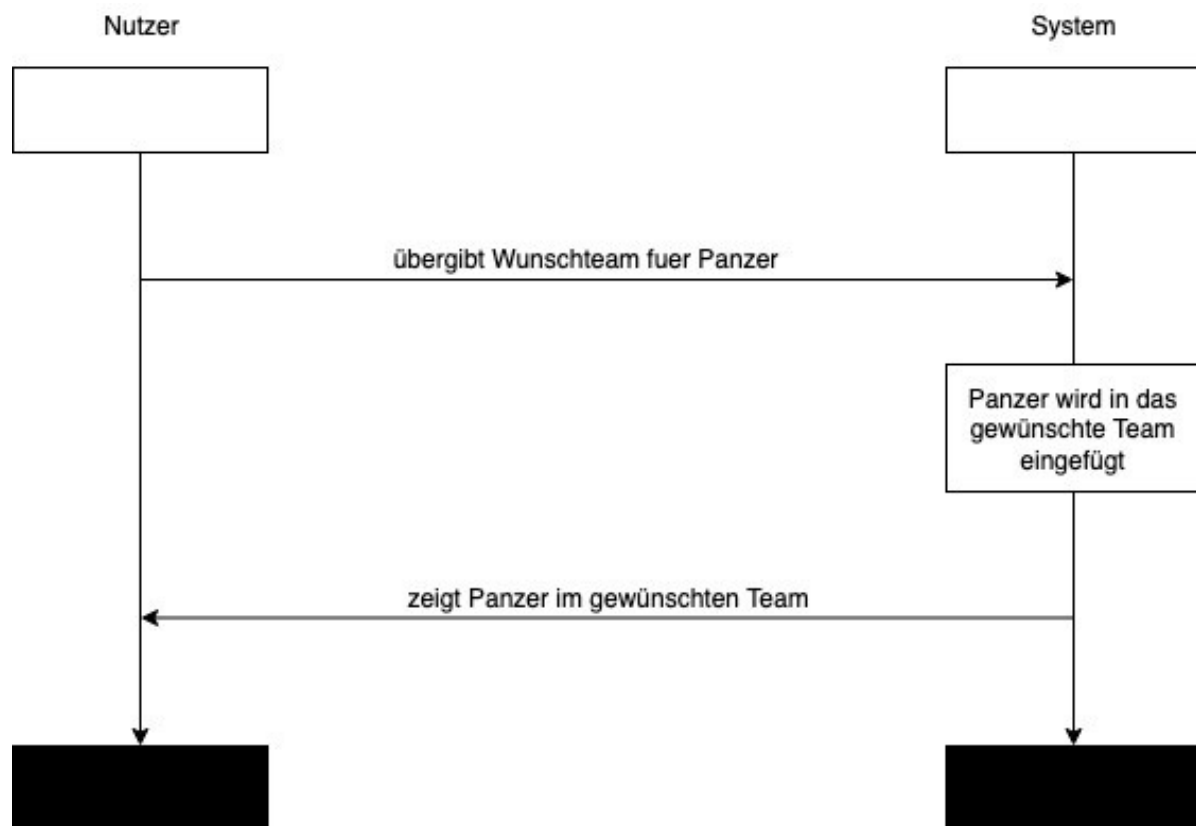 Nutzer
System
übergibt Wunschteam fuer Panzer
Panzer wird in das
gewünschte Team
eingefügt
zeigt Panzer im gewünschten Team